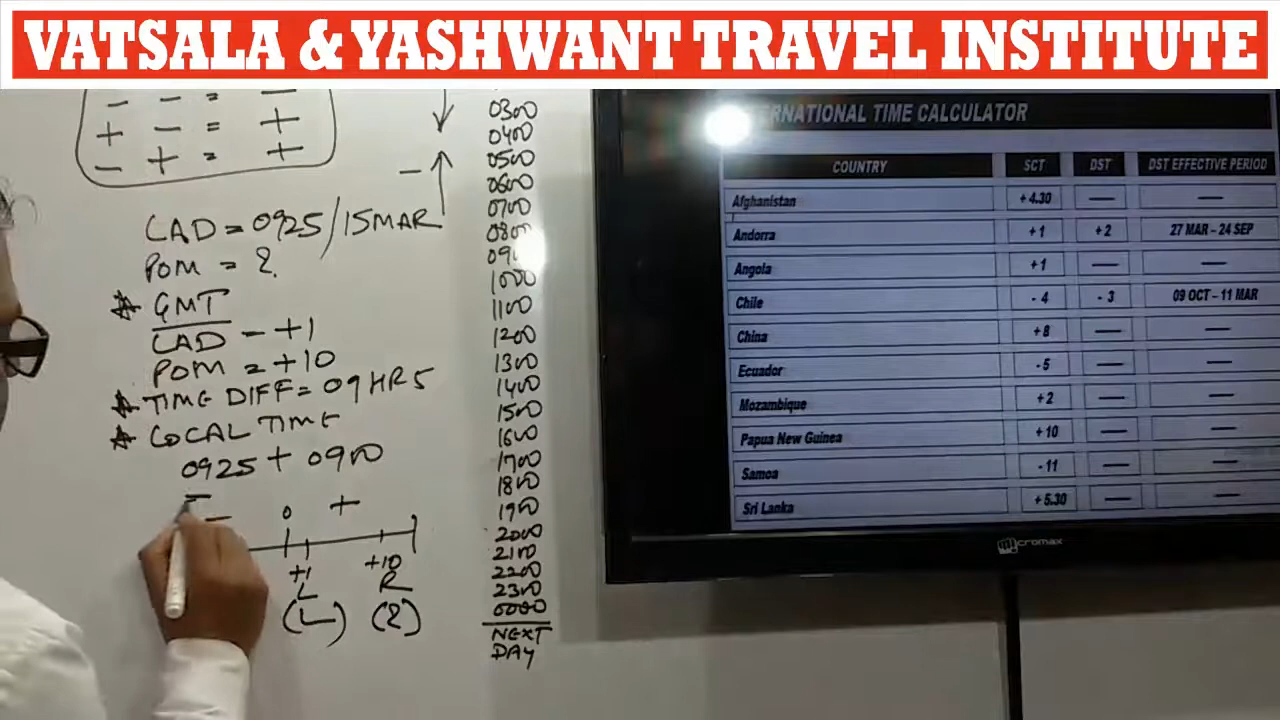 VATSALA & YASHWANT TRAVEL INSTITUTE
- - = -
+ - = +
- + = +
CAD = 0925/15MAR
POM = ?
* GMT
CAD - +1
POM = +10
* TIME DIFF = 09 HRS
* LOCAL TIME
0925 + 0900
- 0 +
+1 +10
L R
(L) (2)
-
0300
0400
0500
0600
0700
0800
1000
1100
1200
1300
1400
1500
1600
1700
1800
1900
2000
2100
2200
2300
0000
NEXT
DAY
TIME CALCULATOR
COUNTRY SCT DST DST EFFECTIVE PERIOD
Afghanistan +4.30 — —
Andorra +1 +2 27 MAR – 24 SEP
Angola +1 — —
Chile - 4 - 3 09 OCT – 11 MAR
China +8 — —
Ecuador - 5 — —
Mozambique +2 — —
Papua New Guinea +10 — —
Samoa -11 — —
Sri Lanka +5.30 — —
micromax